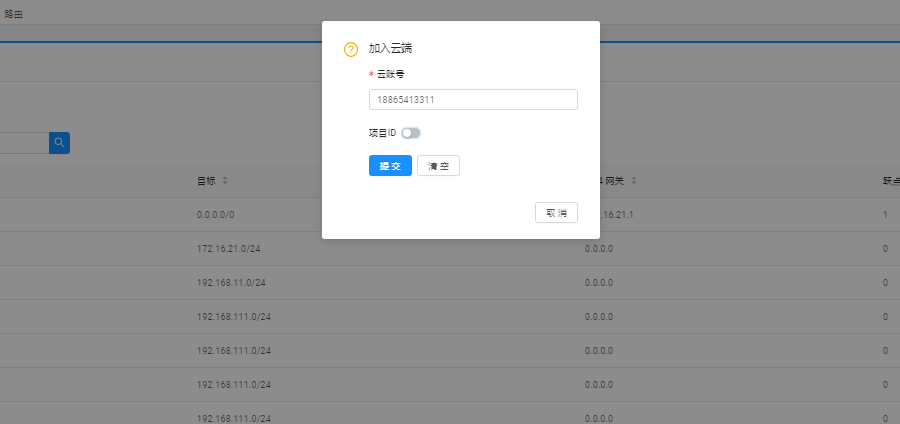 路由
加入云端
* 云账号
18865413311
项目ID
提 交 清 空
取 消
目标 网关 跃点
0.0.0.0/0 .16.21.1 1
172.16.21.0/24 0.0.0.0 0
192.168.11.0/24 0.0.0.0 0
192.168.111.0/24 0.0.0.0 0
192.168.111.0/24 0.0.0.0 0
192.168.111.0/24 0.0.0.0 0
192.168.111.0/24 0.0.0.0 0